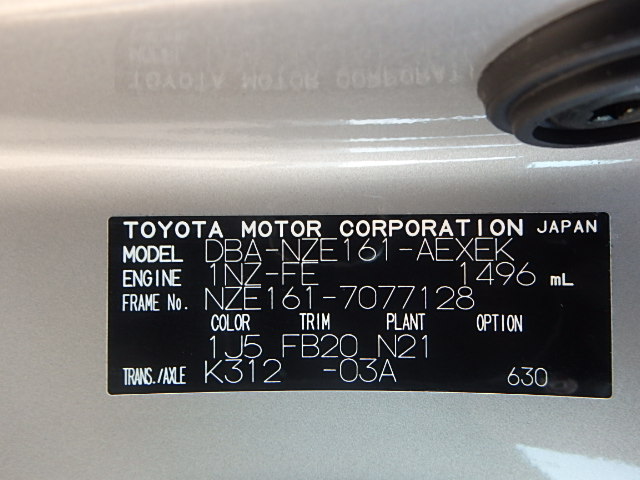 TOYOTA MOTOR CORPORATION JAPAN
MODEL DBA-NZE161-AEXEK
ENGINE 1NZ-FE 1496 mL
FRAME No. NZE161-7077128
COLOR TRIM PLANT OPTION
1J5 FB20 N21
TRANS./AXLE K312 -03A 630